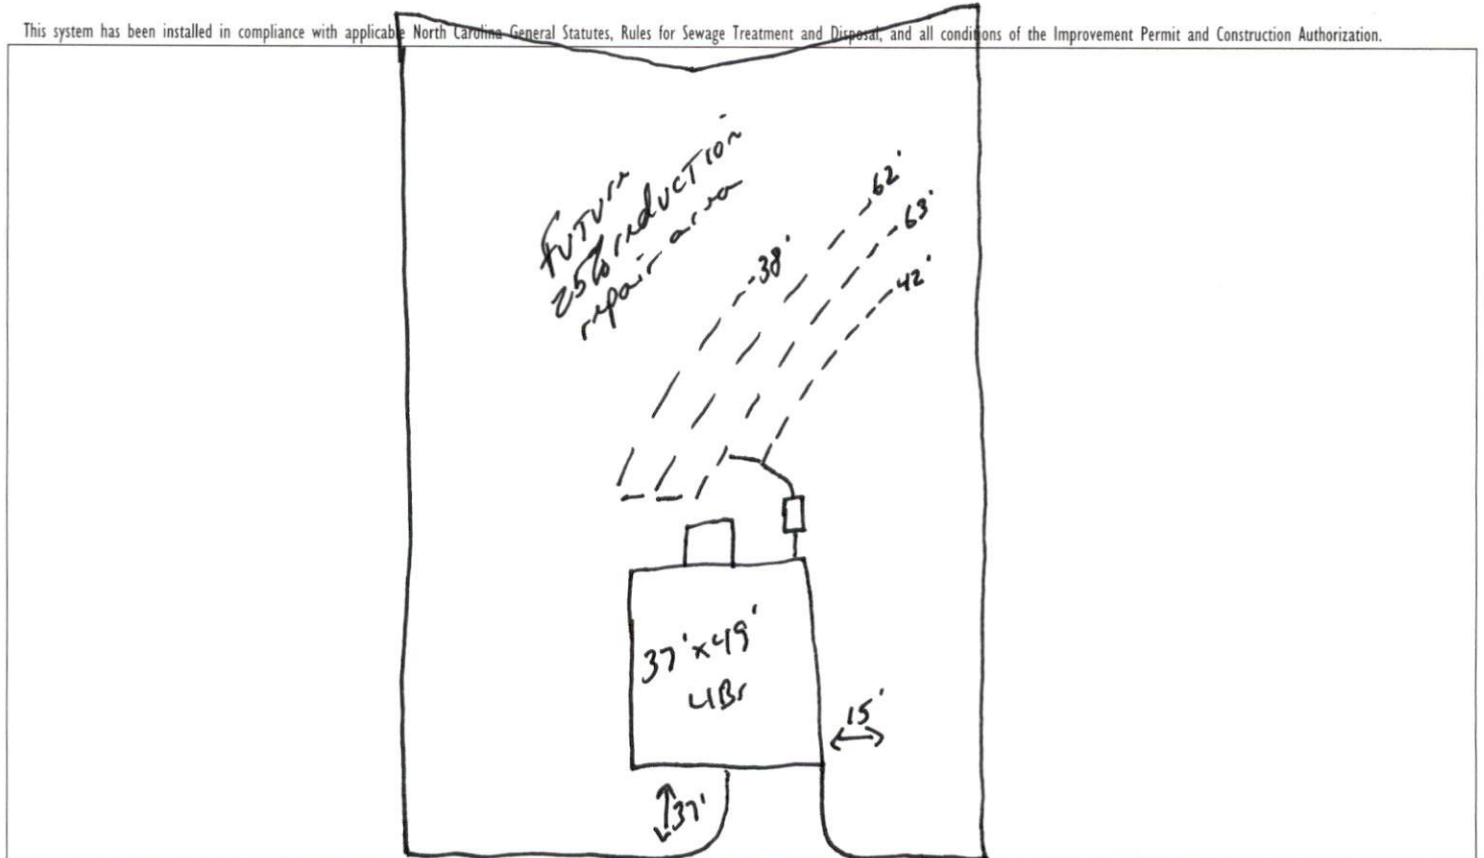 This system has been installed in compliance with applicable North Carolina General Statutes, Rules for Sewage Treatment and Disposal, and all conditions of the Improvement Permit and Construction Authorization.
Future
25% reduction
repair area
62'
63'
38'
42'
37' x 49'
4Br
15'
37'